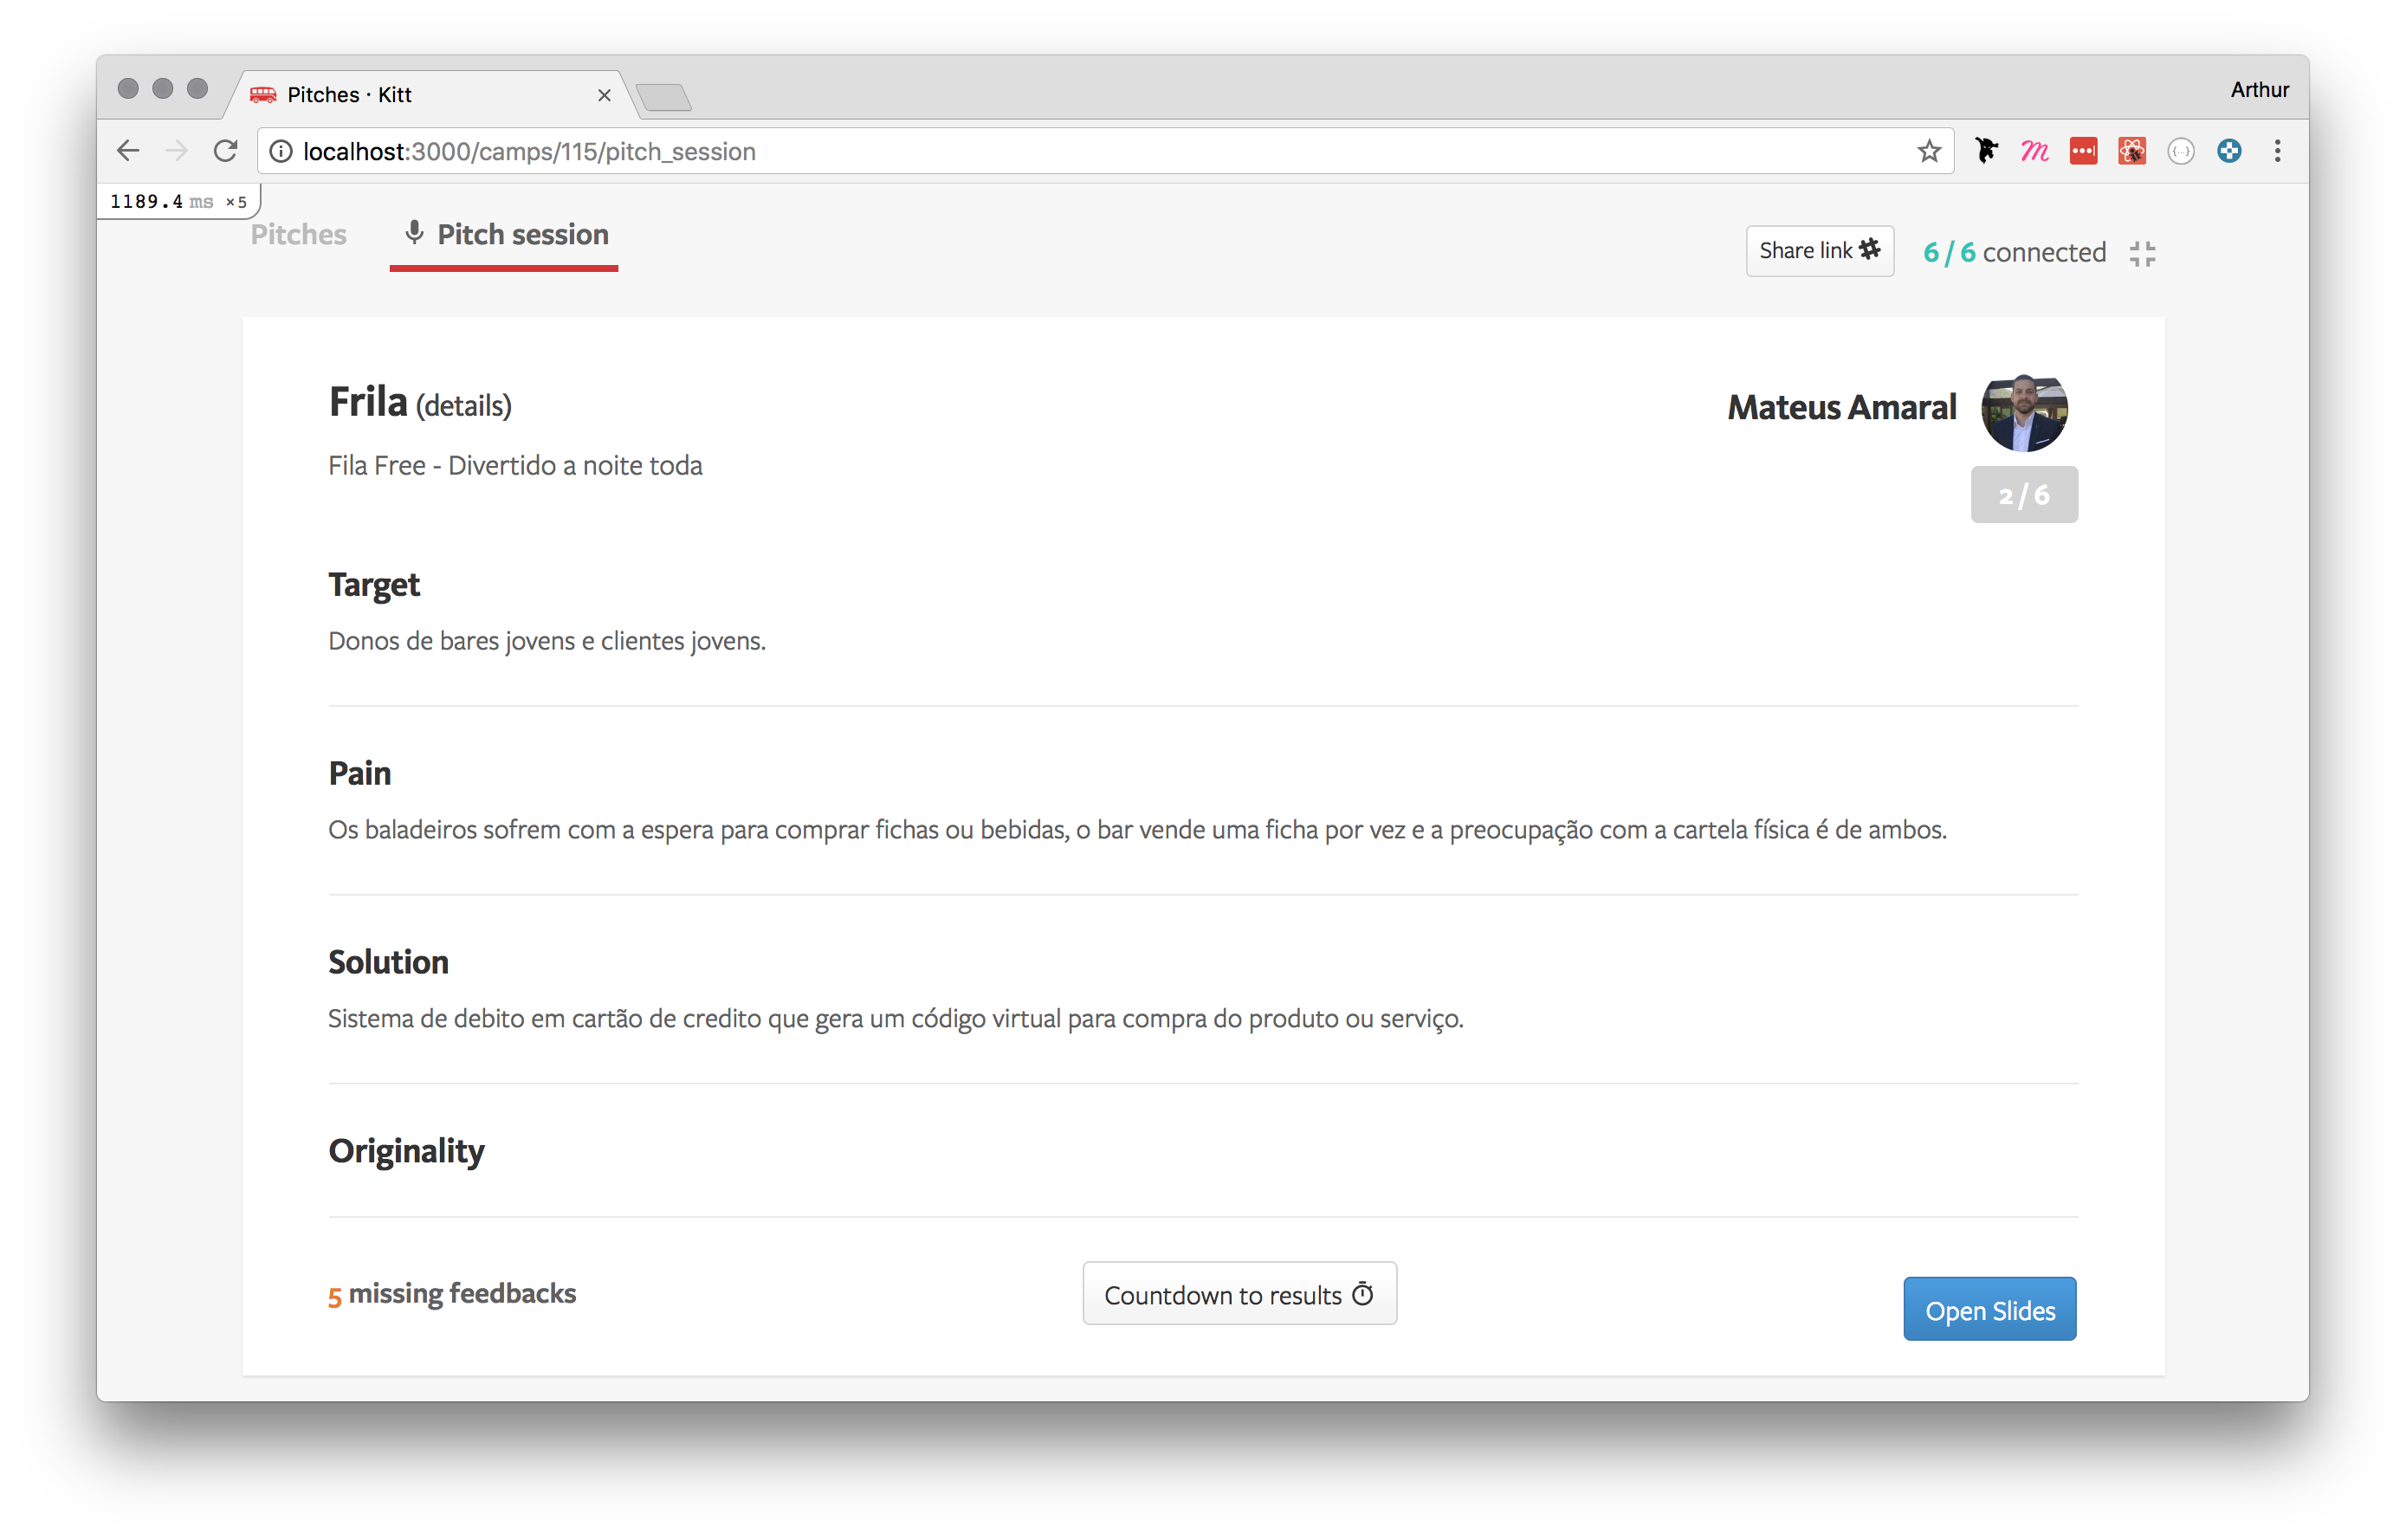 Pitches · Kitt
Arthur
localhost:3000/camps/115/pitch_session
1189.4 ms ×5
Pitches
Pitch session
Share link
6 / 6 connected
Frila (details)
Mateus Amaral
Fila Free - Divertido a noite toda
2 / 6
Target
Donos de bares jovens e clientes jovens.
Pain
Os baladeiros sofrem com a espera para comprar fichas ou bebidas, o bar vende uma ficha por vez e a preocupação com a cartela física é de ambos.
Solution
Sistema de debito em cartão de credito que gera um código virtual para compra do produto ou serviço.
Originality
5 missing feedbacks
Countdown to results
Open Slides